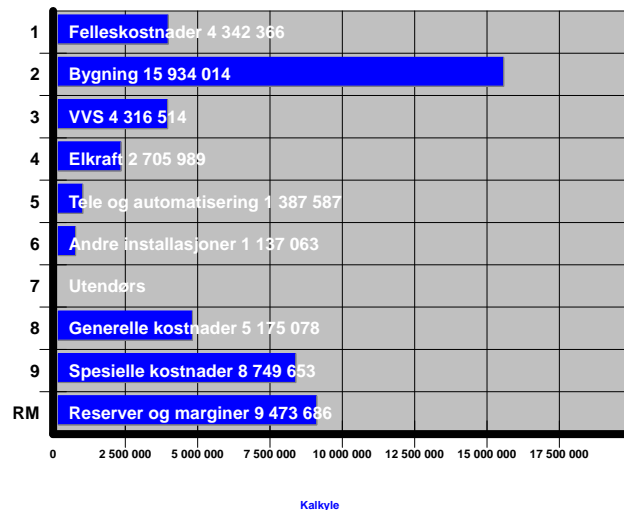 1 Felleskostnader 4 342 366
2 Bygning 15 934 014
3 VVS 4 316 514
4 Elkraft 2 705 989
5 Tele og automatisering 1 387 587
6 Andre installasjoner 1 137 063
7 Utendørs
8 Generelle kostnader 5 175 078
9 Spesielle kostnader 8 749 653
RM Reserver og marginer 9 473 686
0 2 500 000 5 000 000 7 500 000 10 000 000 12 500 000 15 000 000 17 500 000
Kalkyle